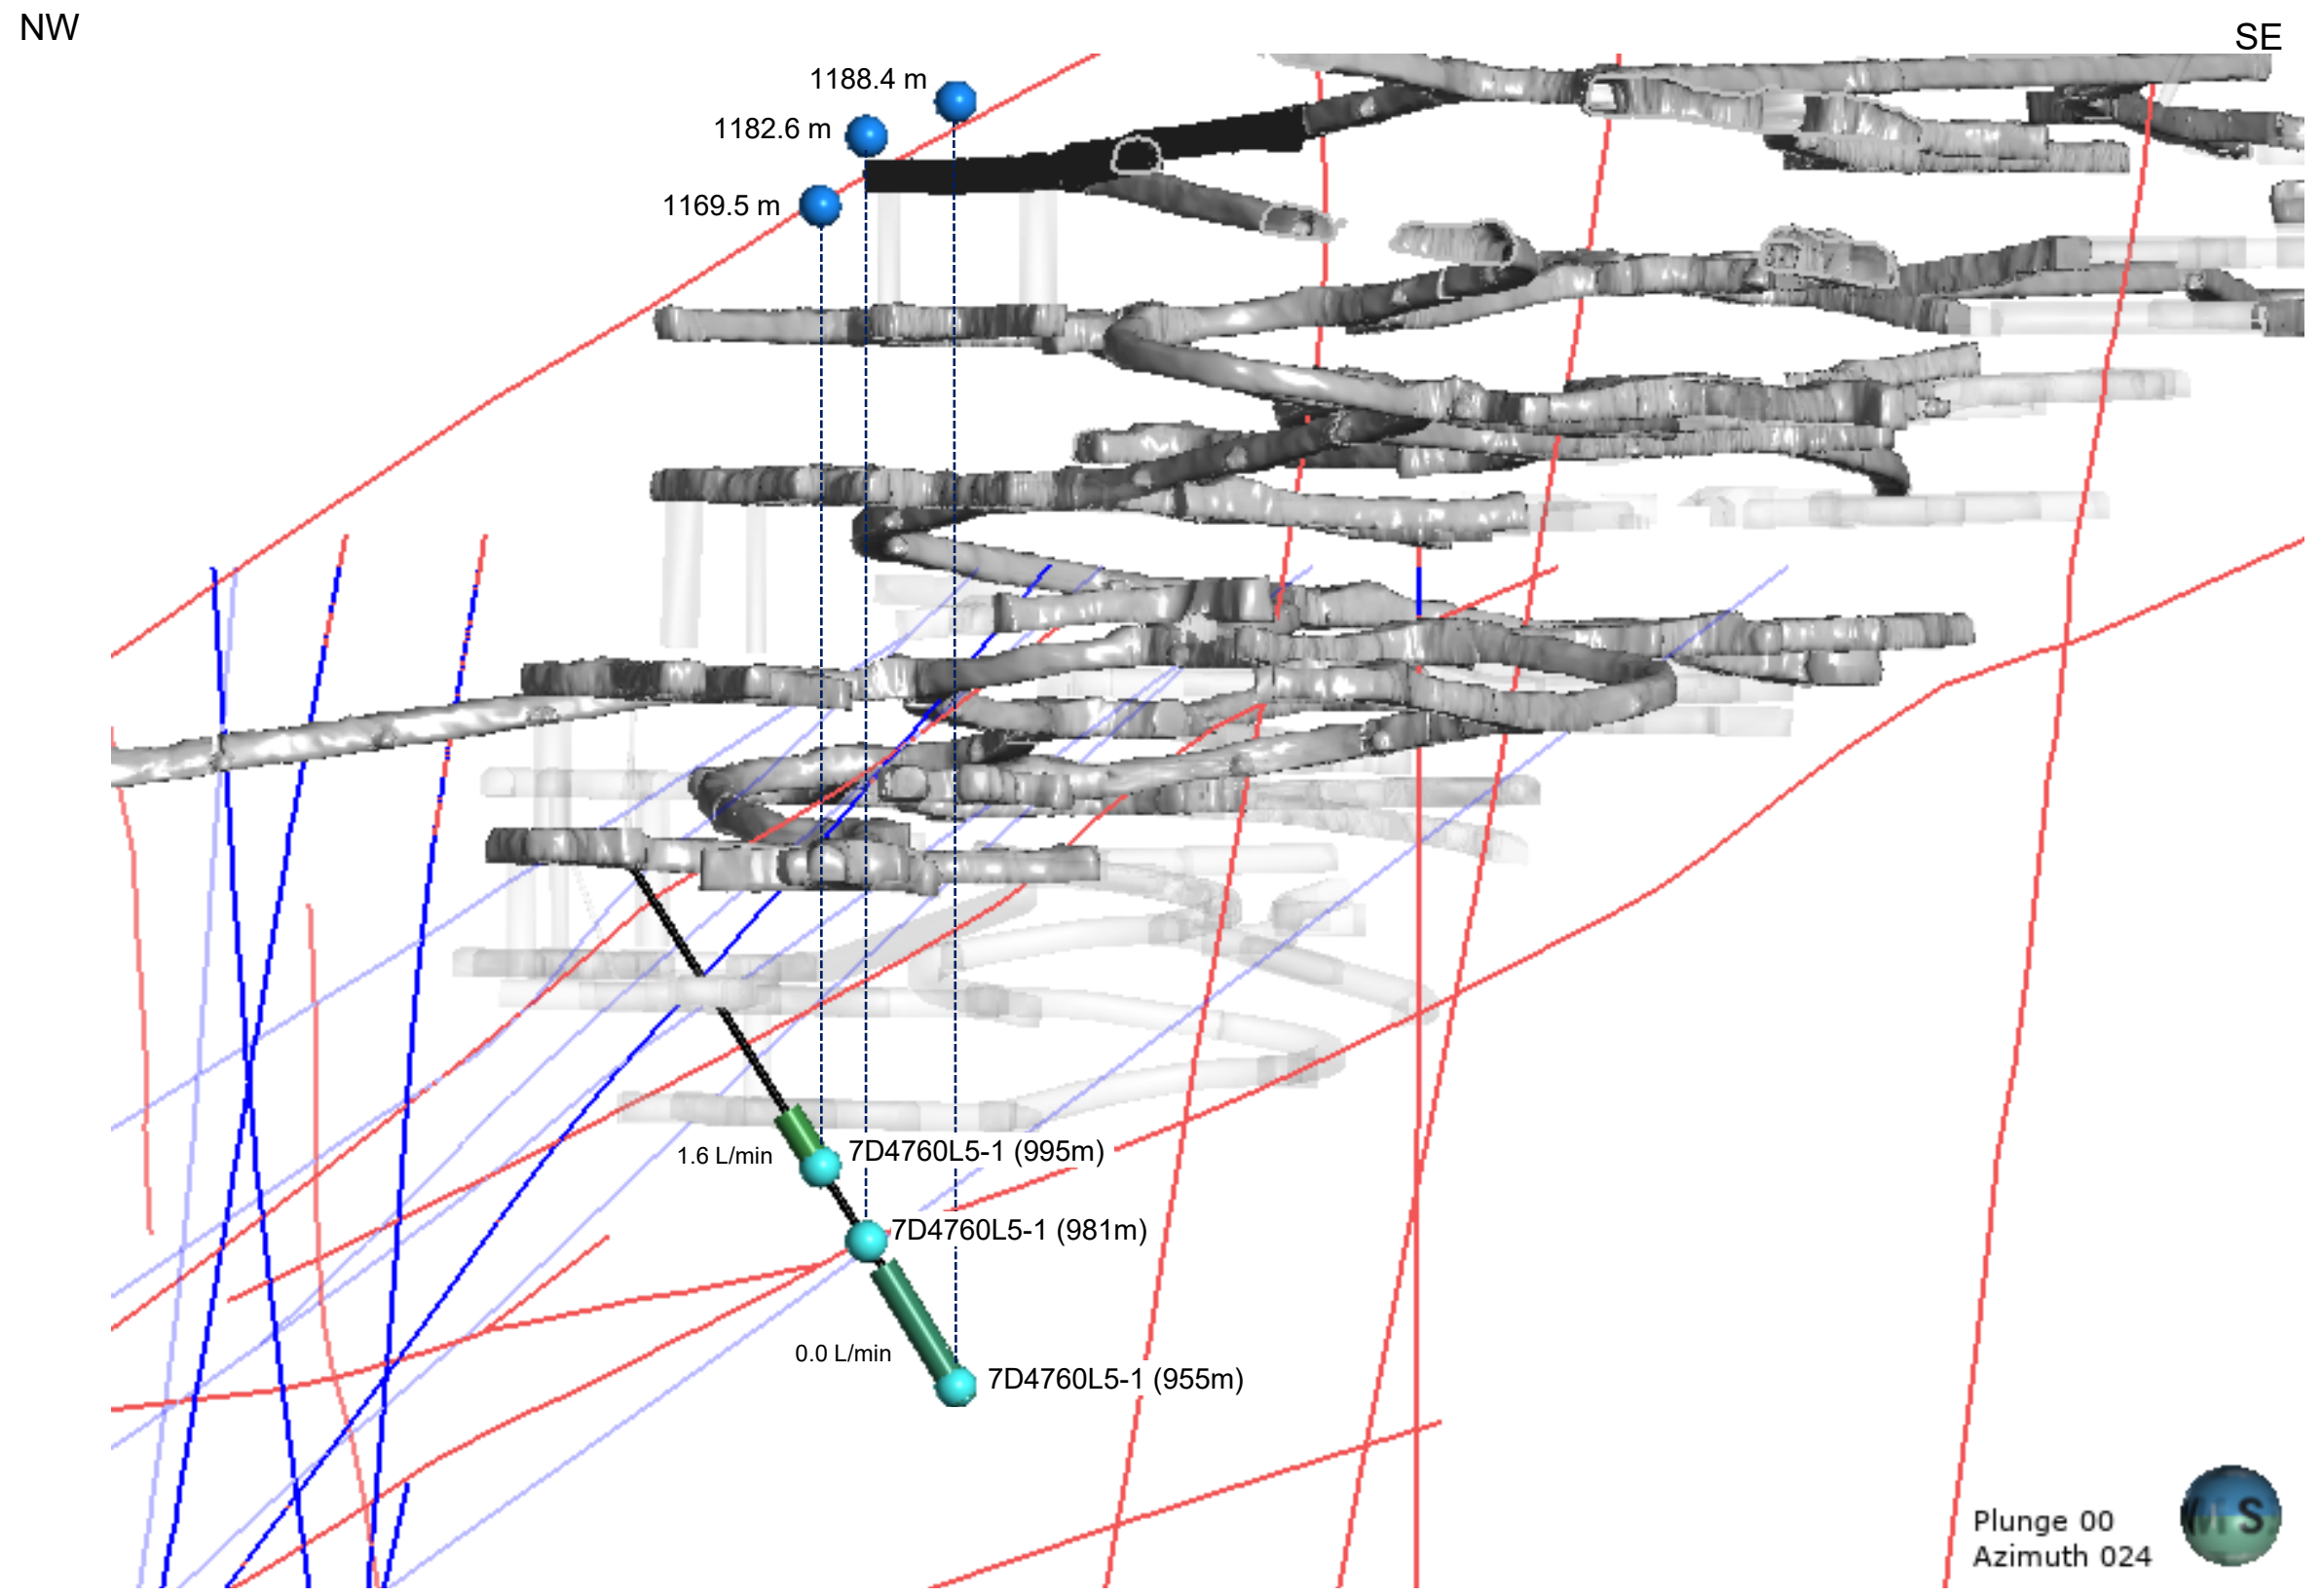 NW
SE
1188.4 m
1182.6 m
1169.5 m
1.6 L/min
7D4760L5-1 (995m)
7D4760L5-1 (981m)
0.0 L/min
7D4760L5-1 (955m)
Plunge 00
Azimuth 024
S